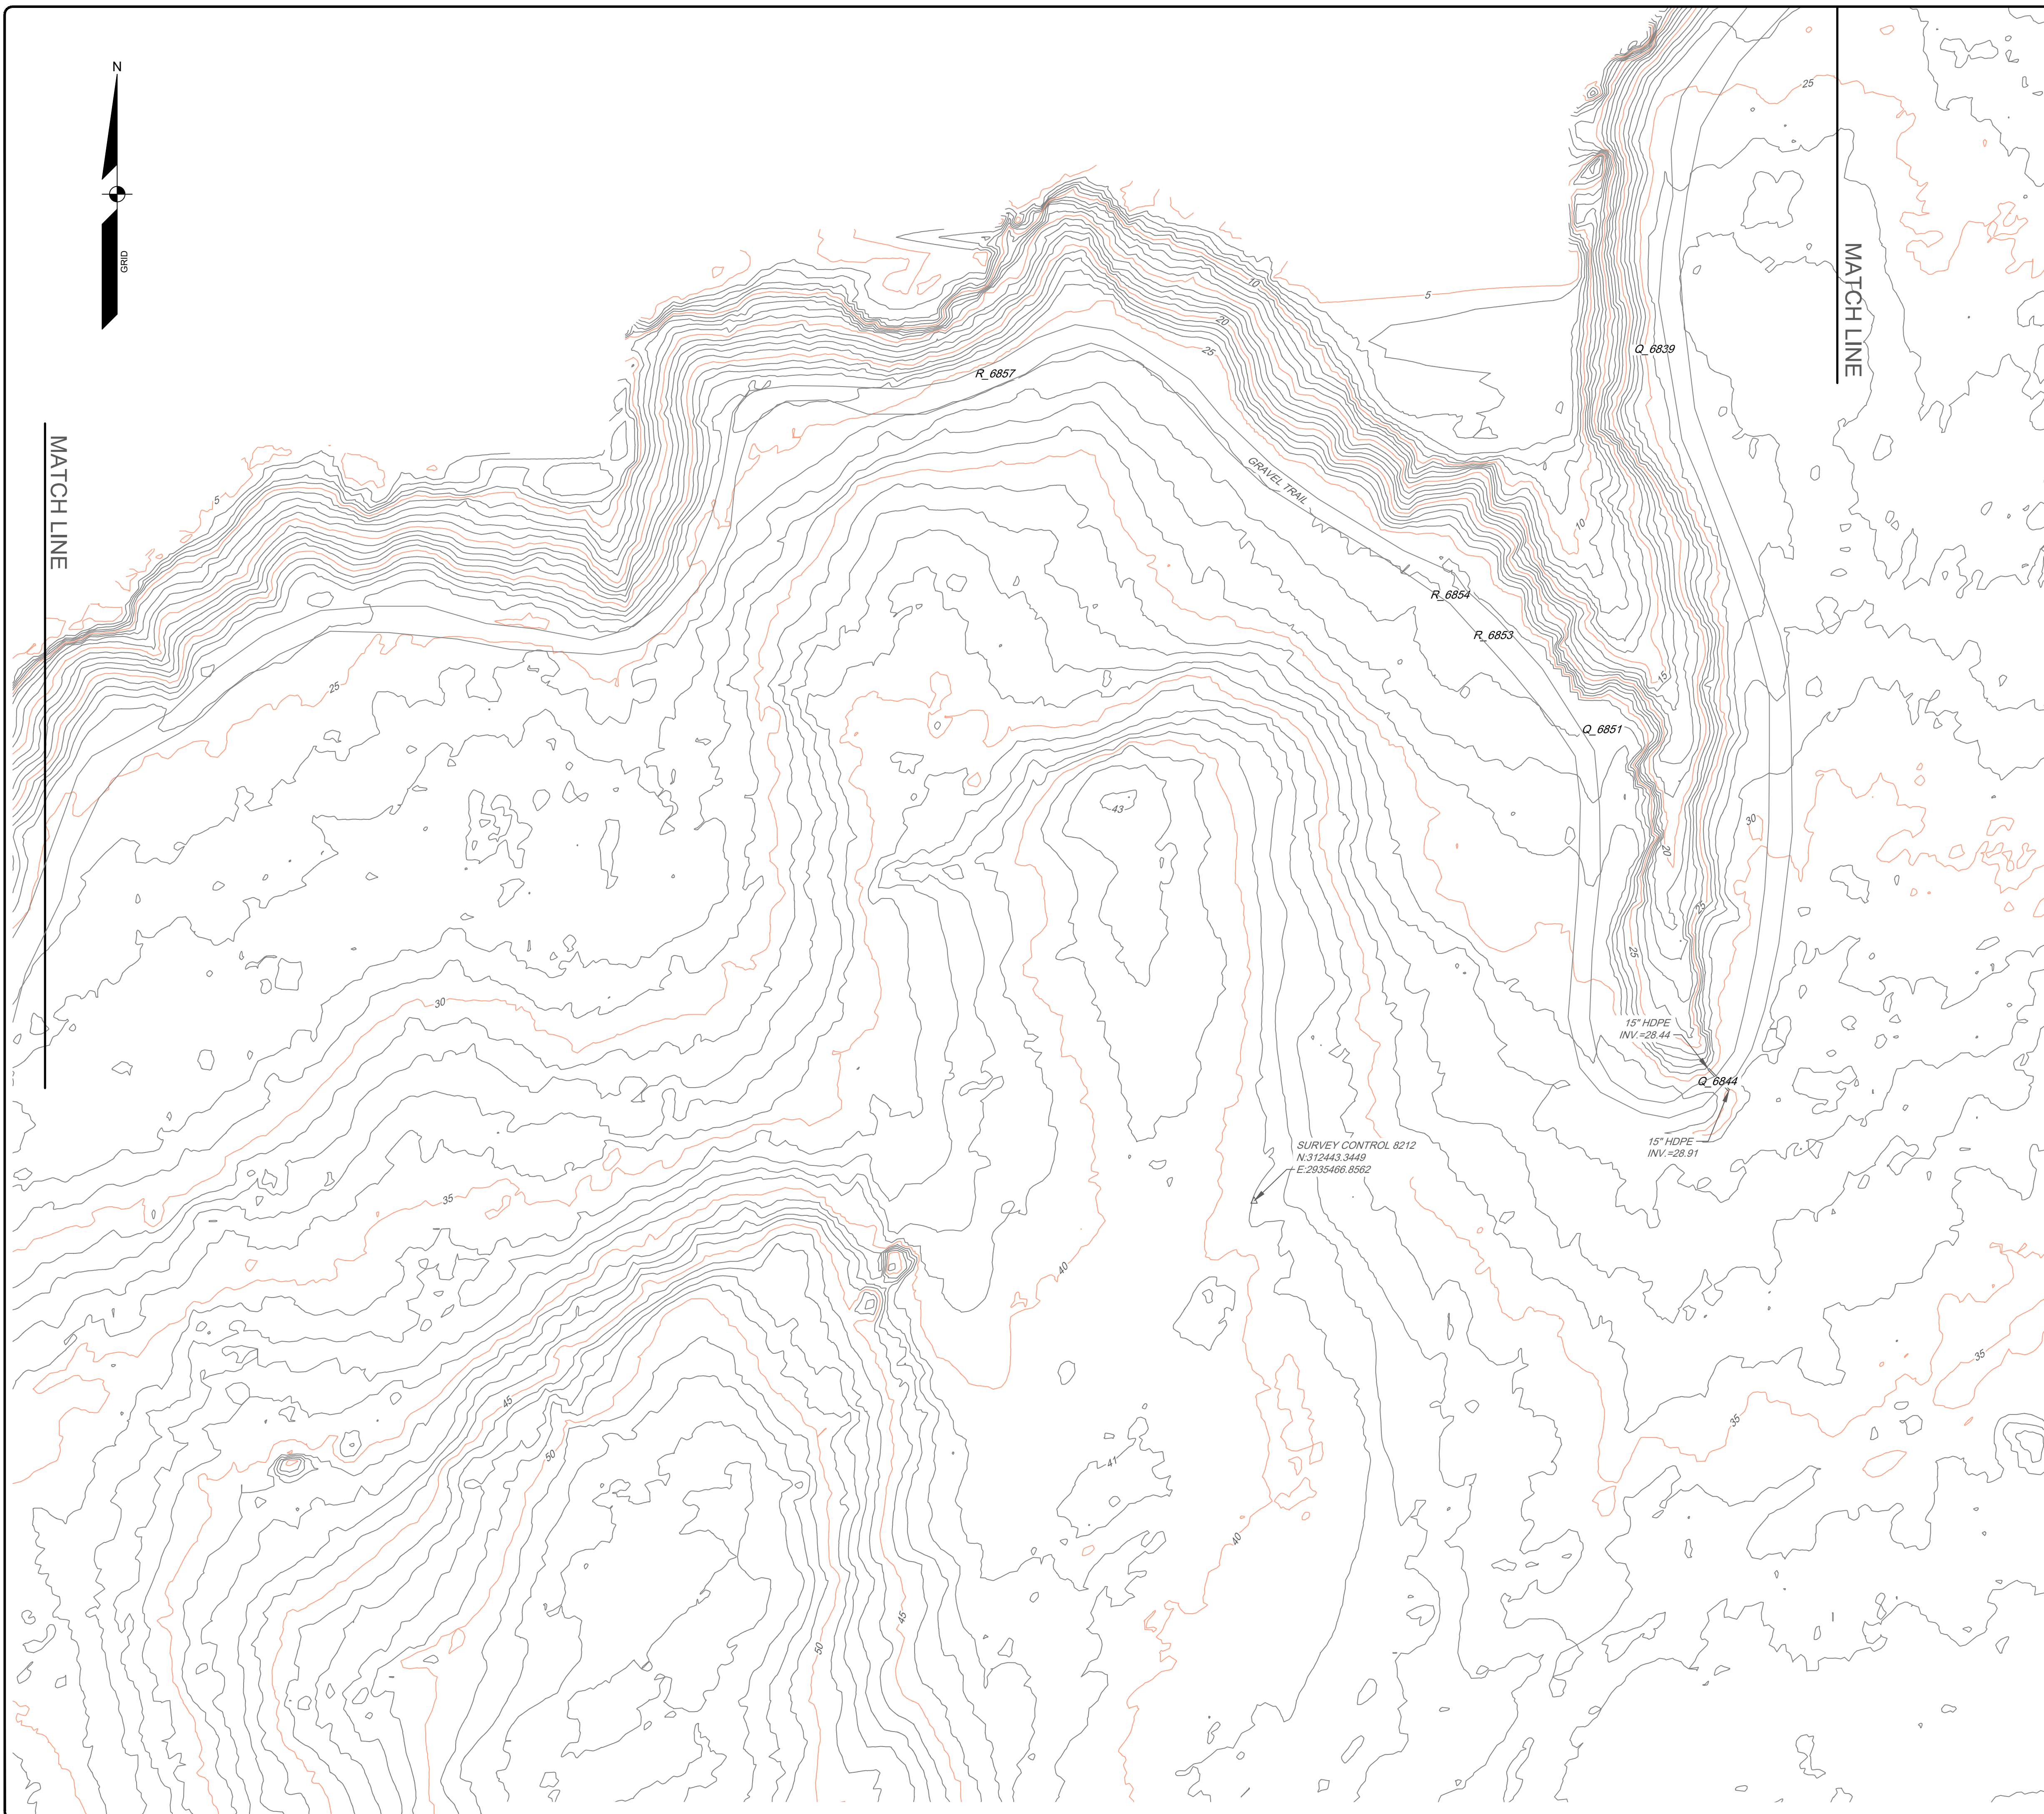 N
GRID
MATCH LINE
MATCH LINE
25
5
10
20
25
Q_6839
R_6857
GRAVEL TRAIL
5
10
R_6854
R_6853
15
25
Q_6851
43
30
20
25
25
30
15" HDPE
INV.=28.44
Q_6844
15" HDPE
INV.=28.91
SURVEY CONTROL 8212
N:312443.3449
E:2935466.8562
35
40
35
45
35
50
41
40
45
50